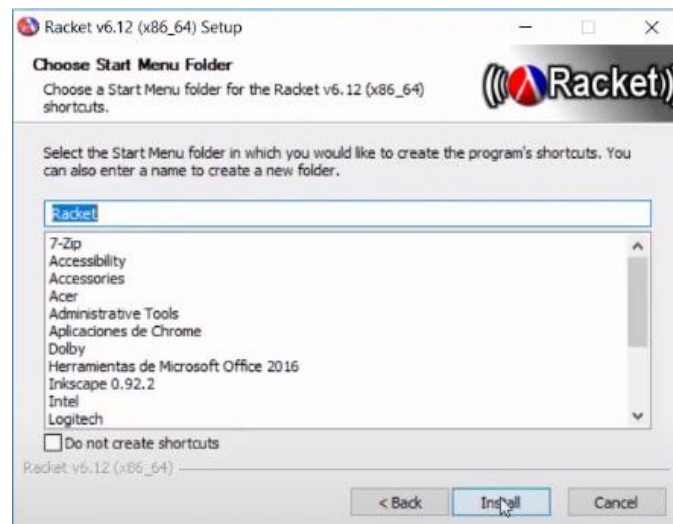 Racket v6.12 (x86_64) Setup
Choose Start Menu Folder
Choose a Start Menu folder for the Racket v6.12 (x86_64)
shortcuts.
Racket
Select the Start Menu folder in which you would like to create the program's shortcuts. You
can also enter a name to create a new folder.
Racket
7-Zip
Accessibility
Accessories
Acer
Administrative Tools
Aplicaciones de Chrome
Dolby
Herramientas de Microsoft Office 2016
Inkscape 0.92.2
Intel
Logitech
Do not create shortcuts
Racket v6.12 (x86_64)
< Back Install Cancel